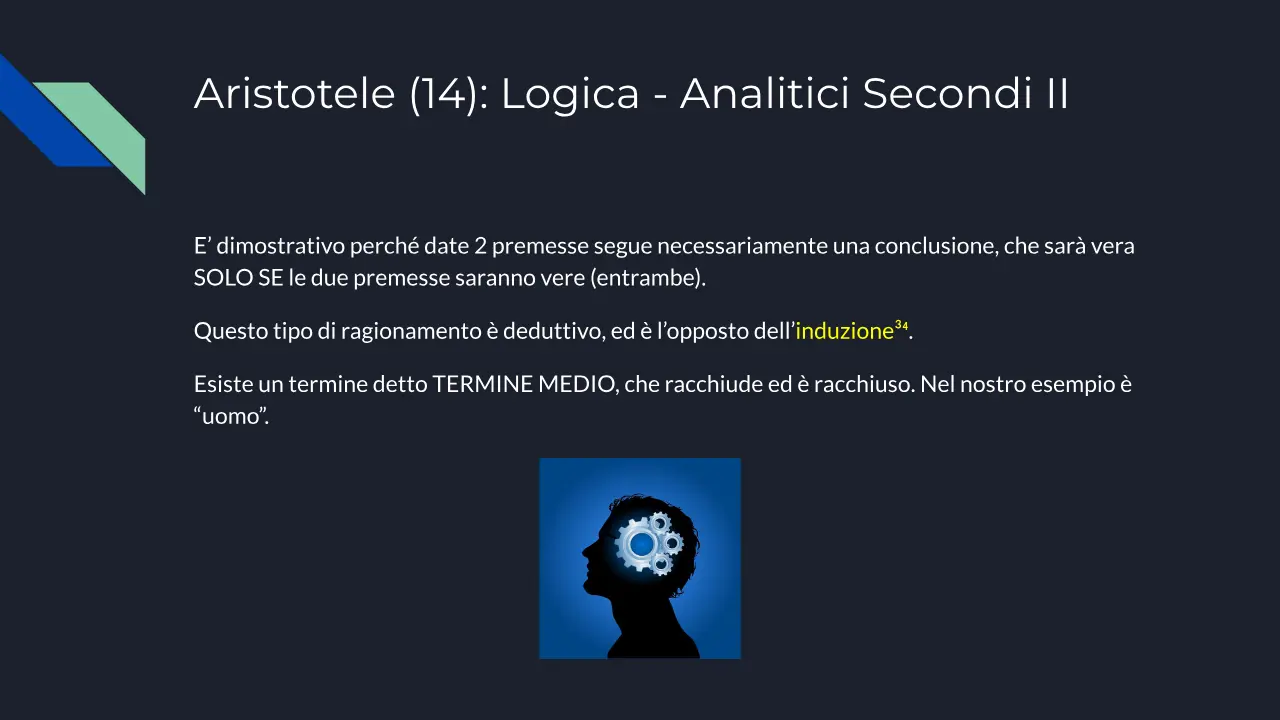 Aristotele (14): Logica - Analitici Secondi II
E’ dimostrativo perché date 2 premesse segue necessariamente una conclusione, che sarà vera
SOLO SE le due premesse saranno vere (entrambe).
Questo tipo di ragionamento è deduttivo, ed è l’opposto dell’induzione³⁴.
Esiste un termine detto TERMINE MEDIO, che racchiude ed è racchiuso. Nel nostro esempio è
“uomo”.